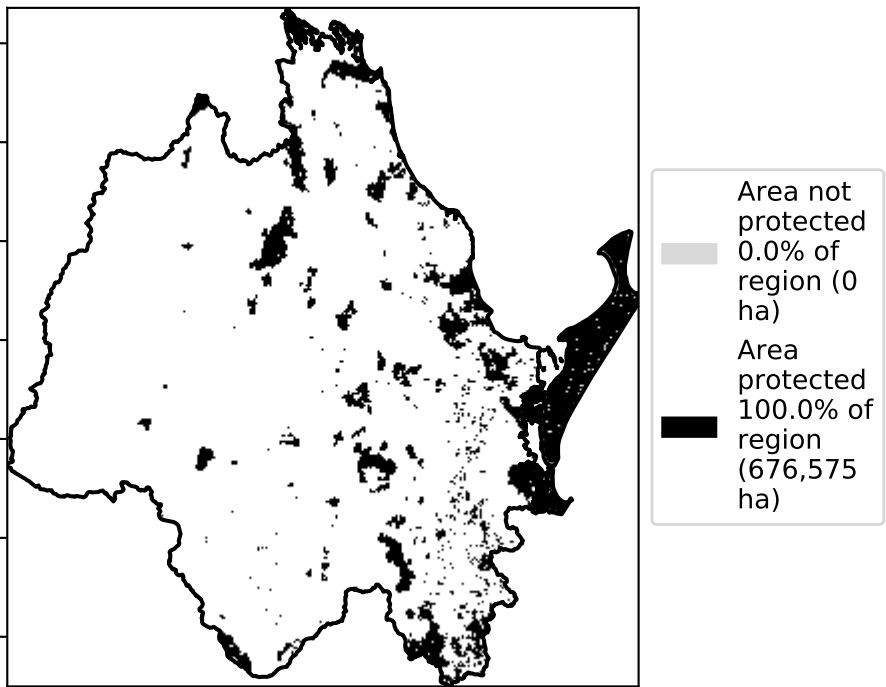 Area not
protected
0.0% of
region (0
ha)
Area
protected
100.0% of
region
(676,575
ha)